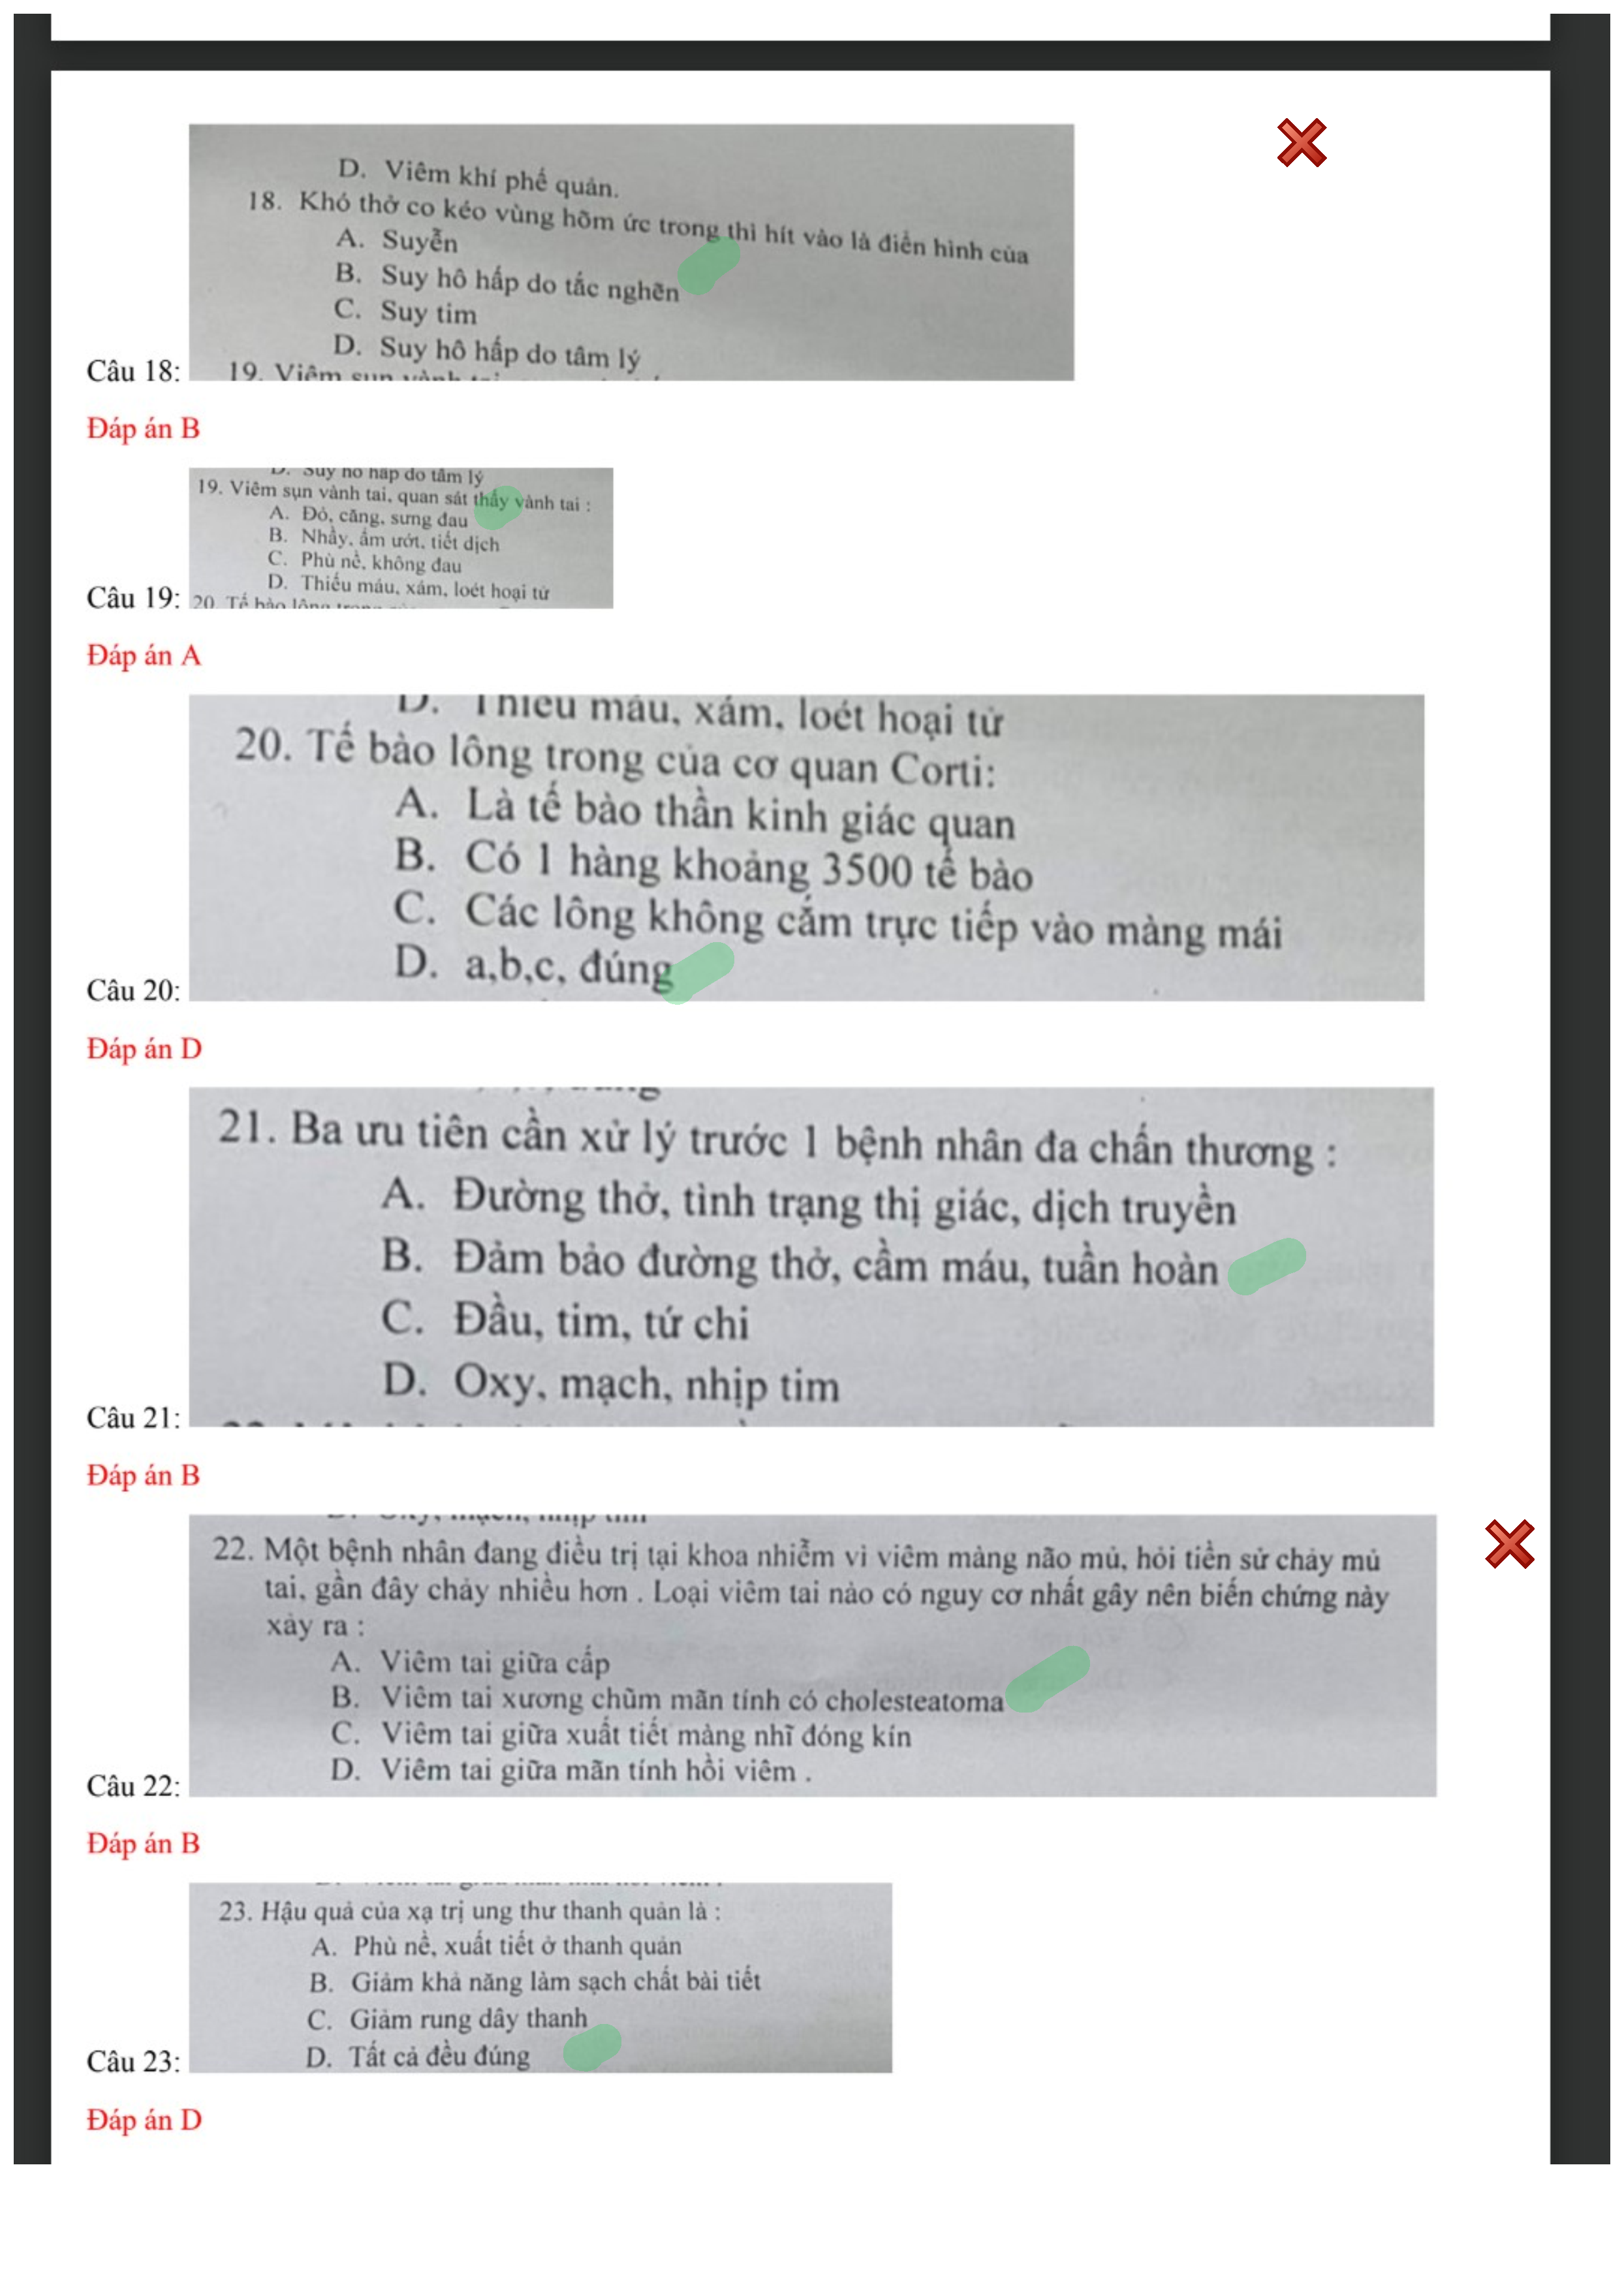 D. Viêm khí phế quản.
18. Khó thở co kéo vùng hõm ức trong thì hít vào là điển hình của
A. Suyễn
B. Suy hô hấp do tắc nghẽn
C. Suy tim
D. Suy hô hấp do tâm lý
19. Viêm sụn vành tai
Câu 18:
Đáp án B
D. Suy hô hấp do tâm lý
19. Viêm sụn vành tai, quan sát thấy vành tai :
A. Đỏ, căng, sưng đau
B. Nhầy, ẩm ướt, tiết dịch
C. Phù nề, không đau
D. Thiếu máu, xám, loét hoại tử
20. Tế bào lông trong
Câu 19:
Đáp án A
D. Thiếu máu, xám, loét hoại tử
20. Tế bào lông trong của cơ quan Corti:
A. Là tế bào thần kinh giác quan
B. Có 1 hàng khoảng 3500 tế bào
C. Các lông không cắm trực tiếp vào màng mái
D. a,b,c, đúng
Câu 20:
Đáp án D
21. Ba ưu tiên cần xử lý trước 1 bệnh nhân đa chấn thương :
A. Đường thở, tình trạng thị giác, dịch truyền
B. Đảm bảo đường thở, cầm máu, tuần hoàn
C. Đầu, tim, tứ chi
D. Oxy, mạch, nhịp tim
Câu 21:
Đáp án B
D. Oxy, mạch, nhịp tim
22. Một bệnh nhân đang điều trị tại khoa nhiễm vì viêm màng não mủ, hỏi tiền sử chảy mủ
tai, gần đây chảy nhiều hơn . Loại viêm tai nào có nguy cơ nhất gây nên biến chứng này
xảy ra :
A. Viêm tai giữa cấp
B. Viêm tai xương chũm mãn tính có cholesteatoma
C. Viêm tai giữa xuất tiết màng nhĩ đóng kín
D. Viêm tai giữa mãn tính hồi viêm .
Câu 22:
Đáp án B
23. Hậu quả của xạ trị ung thư thanh quản là :
A. Phù nề, xuất tiết ở thanh quản
B. Giảm khả năng làm sạch chất bài tiết
C. Giảm rung dây thanh
D. Tất cả đều đúng
Câu 23:
Đáp án D